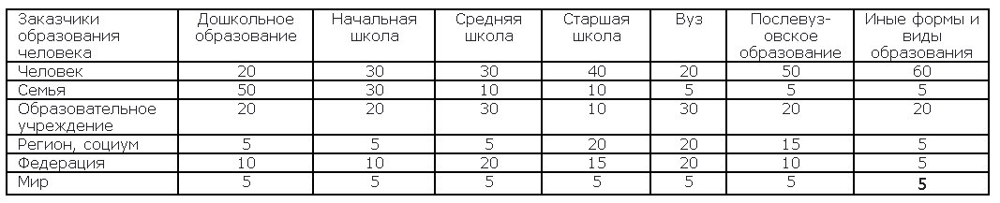 Заказчики образования человека Дошкольное образование Начальная школа Средняя школа Старшая школа Вуз Послевуз-овское образование Иные формы и виды образования
Человек 20 30 30 40 20 50 60
Семья 50 30 10 10 5 5 5
Образовательное учреждение 20 20 30 10 30 20 20
Регион, социум 5 5 5 20 20 15 5
Федерация 10 10 20 15 20 10 5
Мир 5 5 5 5 5 5 5